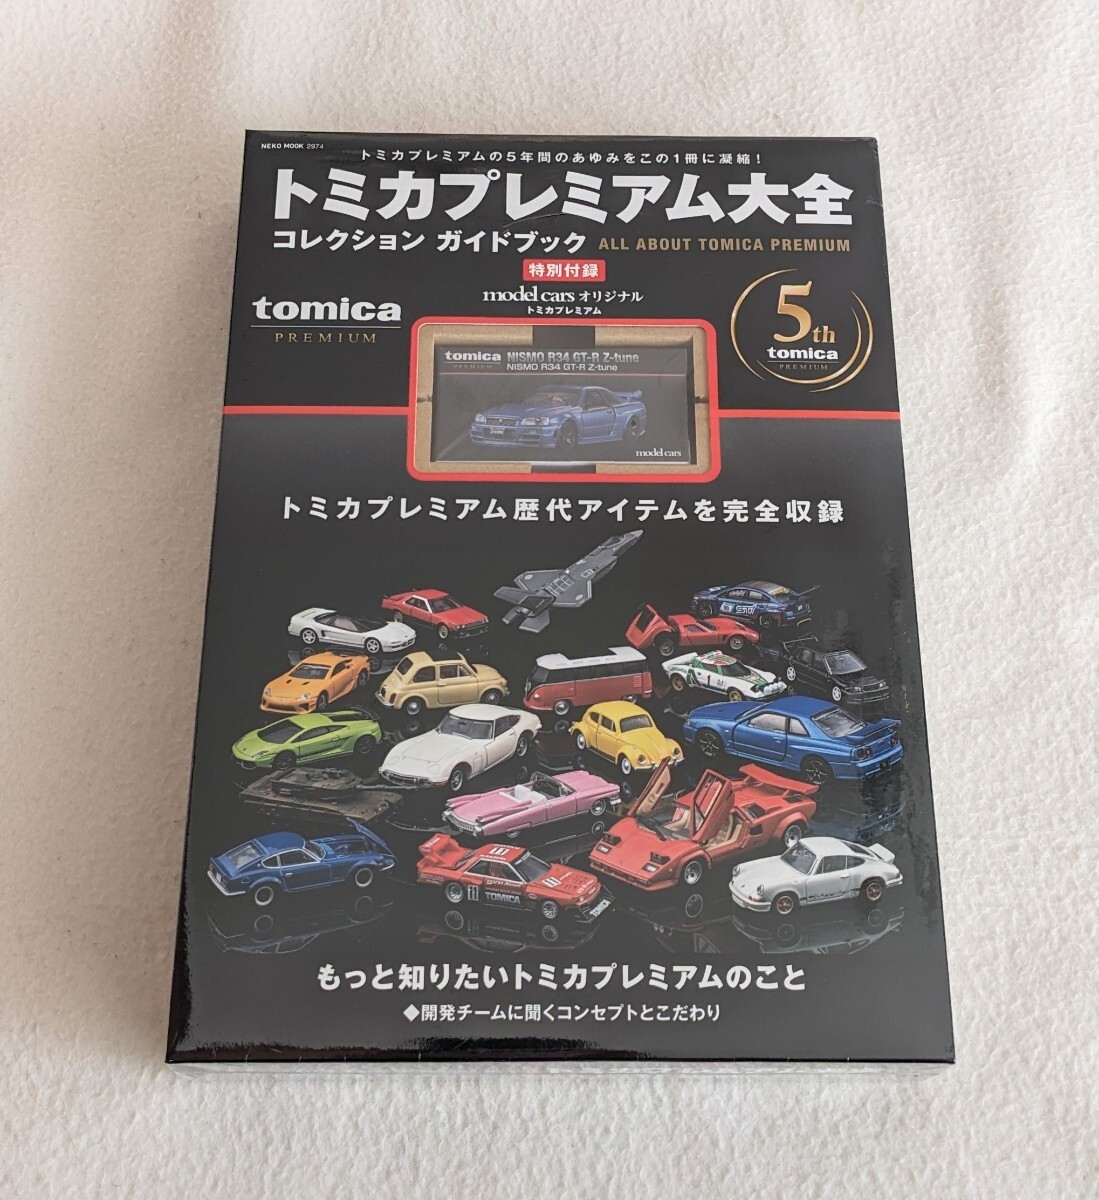 NEKO MOOK 2974
トミカプレミアムの5年間のあゆみをこの1冊に凝縮！
トミカプレミアム大全
コレクション ガイドブック ALL ABOUT TOMICA PREMIUM
特別付録
model cars オリジナル
トミカプレミアム
tomica
PREMIUM
5th
tomica
PREMIUM
tomica NISMO R34 GT-R Z-tune
PREMIUM NISMO R34 GT-R Z-tune
model cars
トミカプレミアム歴代アイテムを完全収録
STI
1
11
TOMICA
TOMICA
もっと知りたいトミカプレミアムのこと
◆開発チームに聞くコンセプトとこだわり